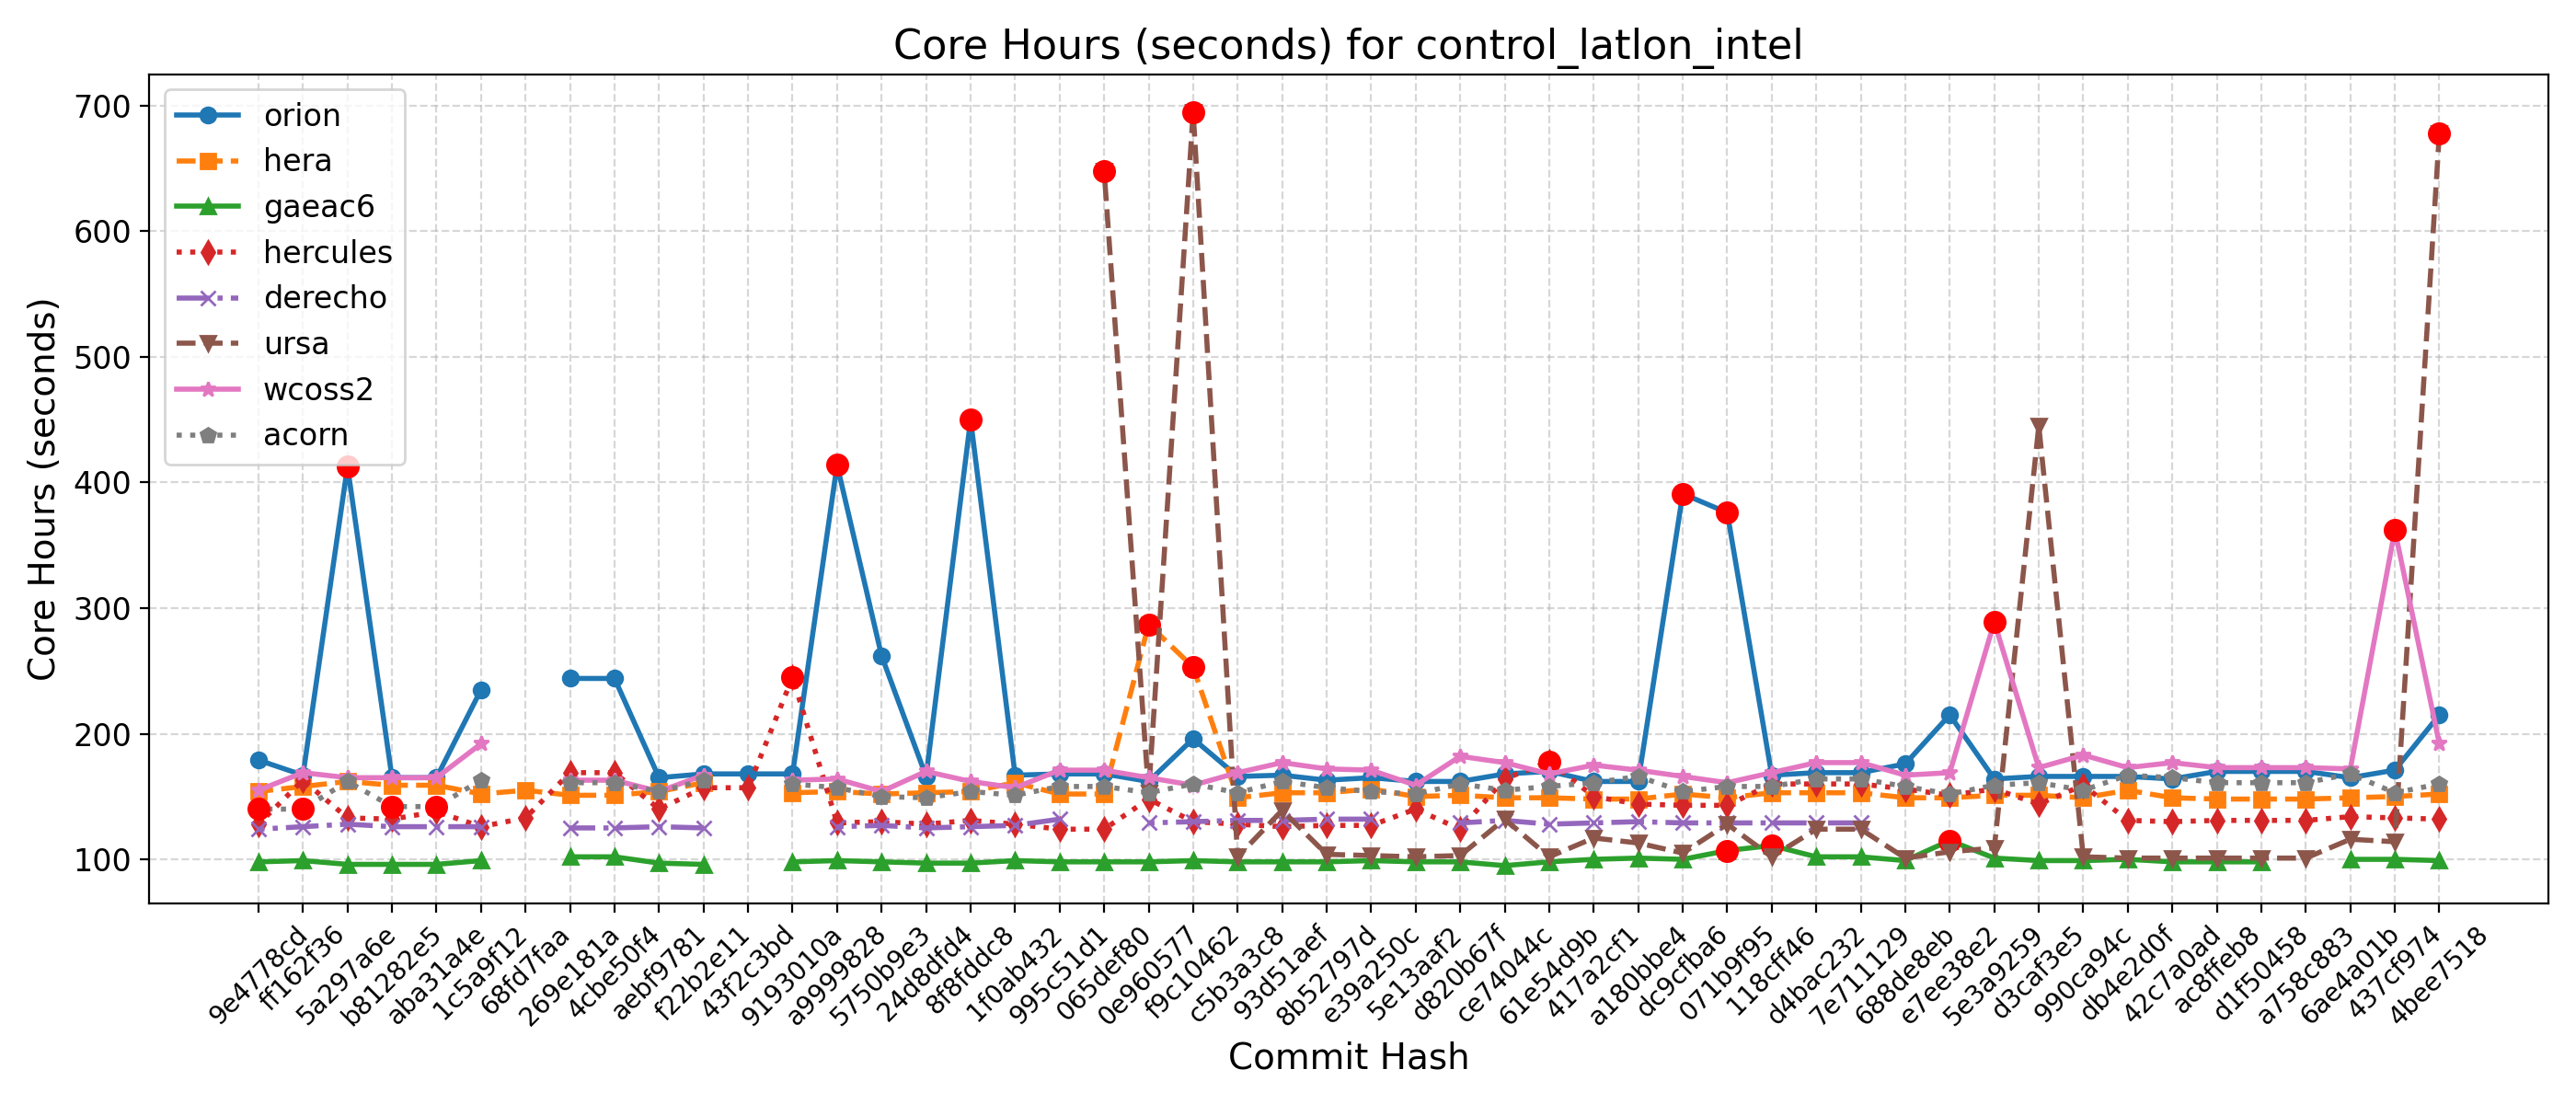 Core Hours (seconds) for control_latlon_intel
Core Hours (seconds)
700
600
500
400
300
200
100
orion
hera
gaeac6
hercules
derecho
ursa
wcoss2
acorn
9e4778cd
ff162f36
5a297a6e
b81282e5
aba31a4e
1c5a9f12
68fd7faa
269e181a
4cbe50f4
aebf9781
f22b2e11
43f2c3bd
9193010a
a9999828
5750b9e3
24d8dfd4
8f8fddc8
1f0ab432
995c51d1
065def80
0e960577
f9c10462
c5b3a3c8
93d51aef
8b52797d
e39a250c
5e13aaf2
d820b67f
ce74044c
61e54d9b
417a2cf1
a180bbe4
dc9cfba6
071b9f95
118cff46
d4bac232
7e711129
688de8eb
e7ee38e2
5e3a9259
d3caf3e5
990ca94c
db4e2d0f
42c7a0ad
ac8ffeb8
d1f50458
a758c883
6ae4a01b
437cf974
4bee7518
Commit Hash